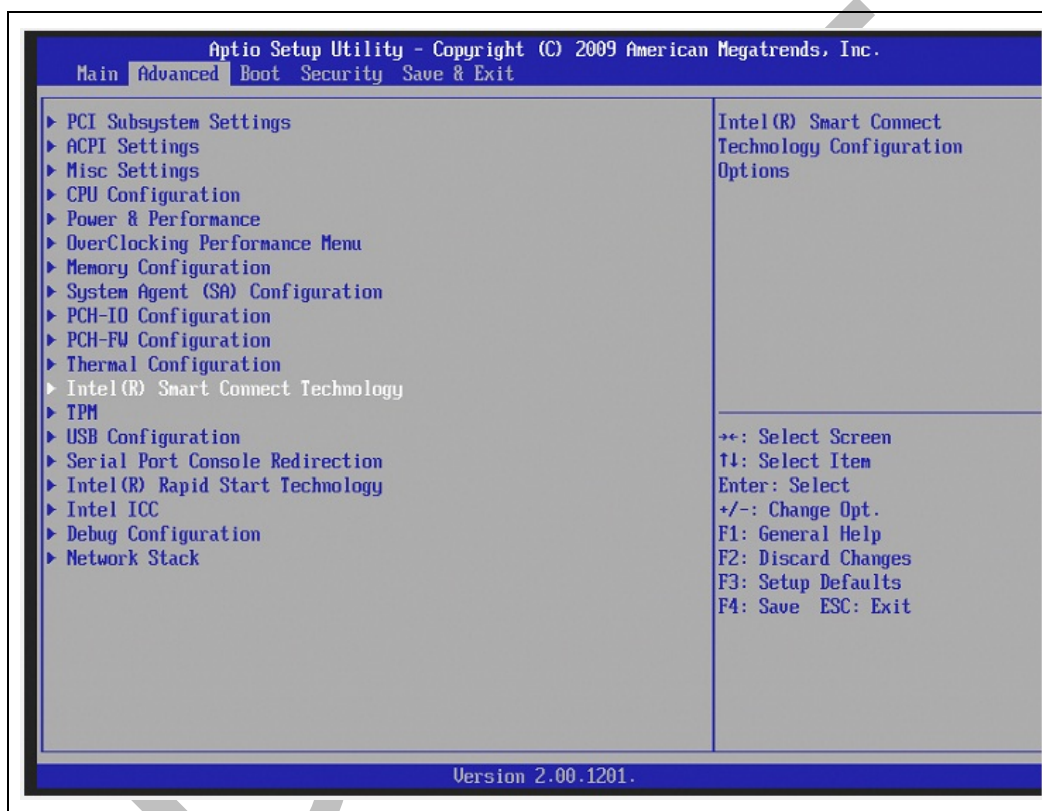 Aptio Setup Utility - Copyright (C) 2009 American Megatrends, Inc.
Main Advanced Boot Security Save & Exit
▶ PCI Subsystem Settings
▶ ACPI Settings
▶ Misc Settings
▶ CPU Configuration
▶ Power & Performance
▶ OverClocking Performance Menu
▶ Memory Configuration
▶ System Agent (SA) Configuration
▶ PCH-IO Configuration
▶ PCH-FW Configuration
▶ Thermal Configuration
▶ Intel(R) Smart Connect Technology
▶ TPM
▶ USB Configuration
▶ Serial Port Console Redirection
▶ Intel(R) Rapid Start Technology
▶ Intel ICC
▶ Debug Configuration
▶ Network Stack
Intel(R) Smart Connect
Technology Configuration
Options
→←: Select Screen
↑↓: Select Item
Enter: Select
+/-: Change Opt.
F1: General Help
F2: Discard Changes
F3: Setup Defaults
F4: Save ESC: Exit
Version 2.00.1201.